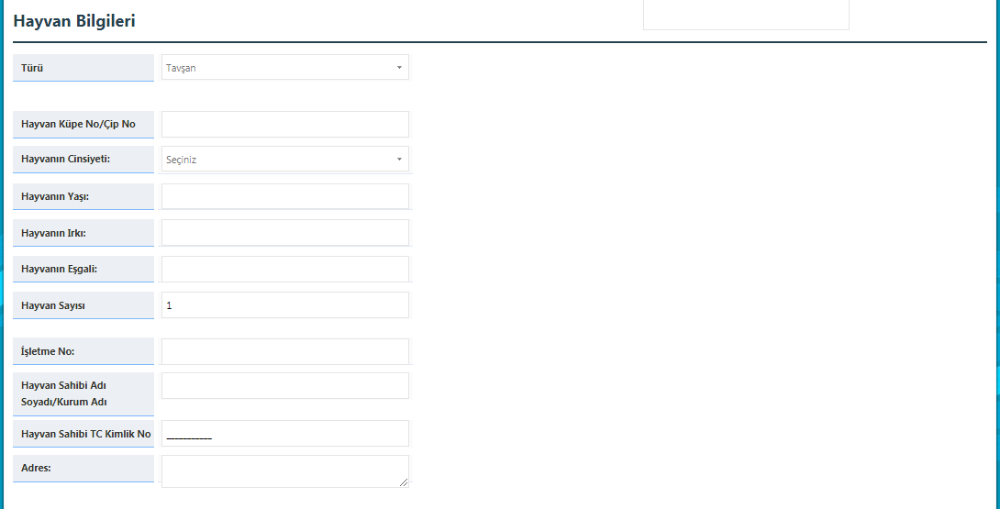 Hayvan Bilgileri
Türü
Tavşan
Hayvan Küpe No/Çip No
Hayvanın Cinsiyeti:
Seçiniz
Hayvanın Yaşı:
Hayvanın Irkı:
Hayvanın Eşgali:
Hayvan Sayısı
1
İşletme No:
Hayvan Sahibi Adı
Soyadı/Kurum Adı
Hayvan Sahibi TC Kimlik No
___________
Adres: